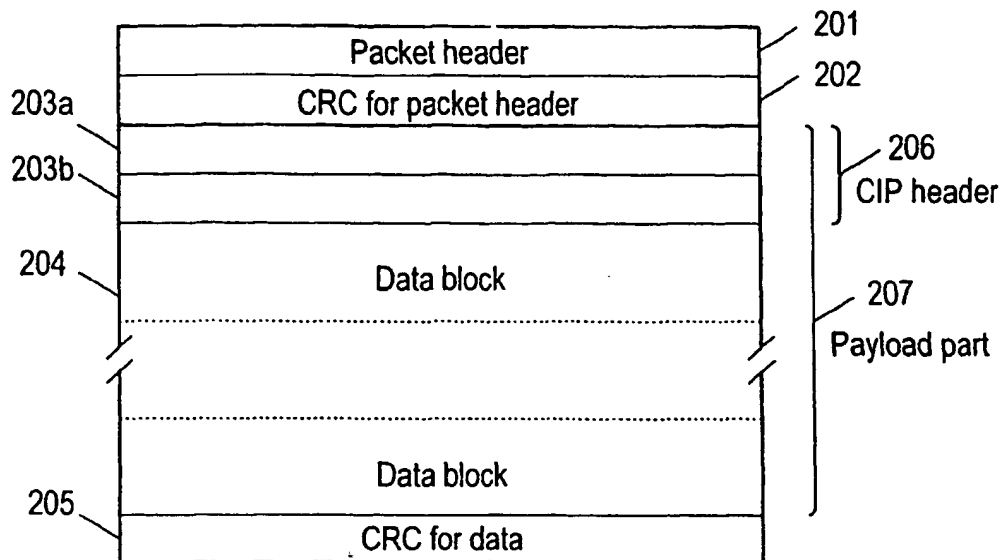 201
Packet header
202
CRC for packet header
203a
206
203b
CIP header
204
Data block
207
Payload part
Data block
205
CRC for data